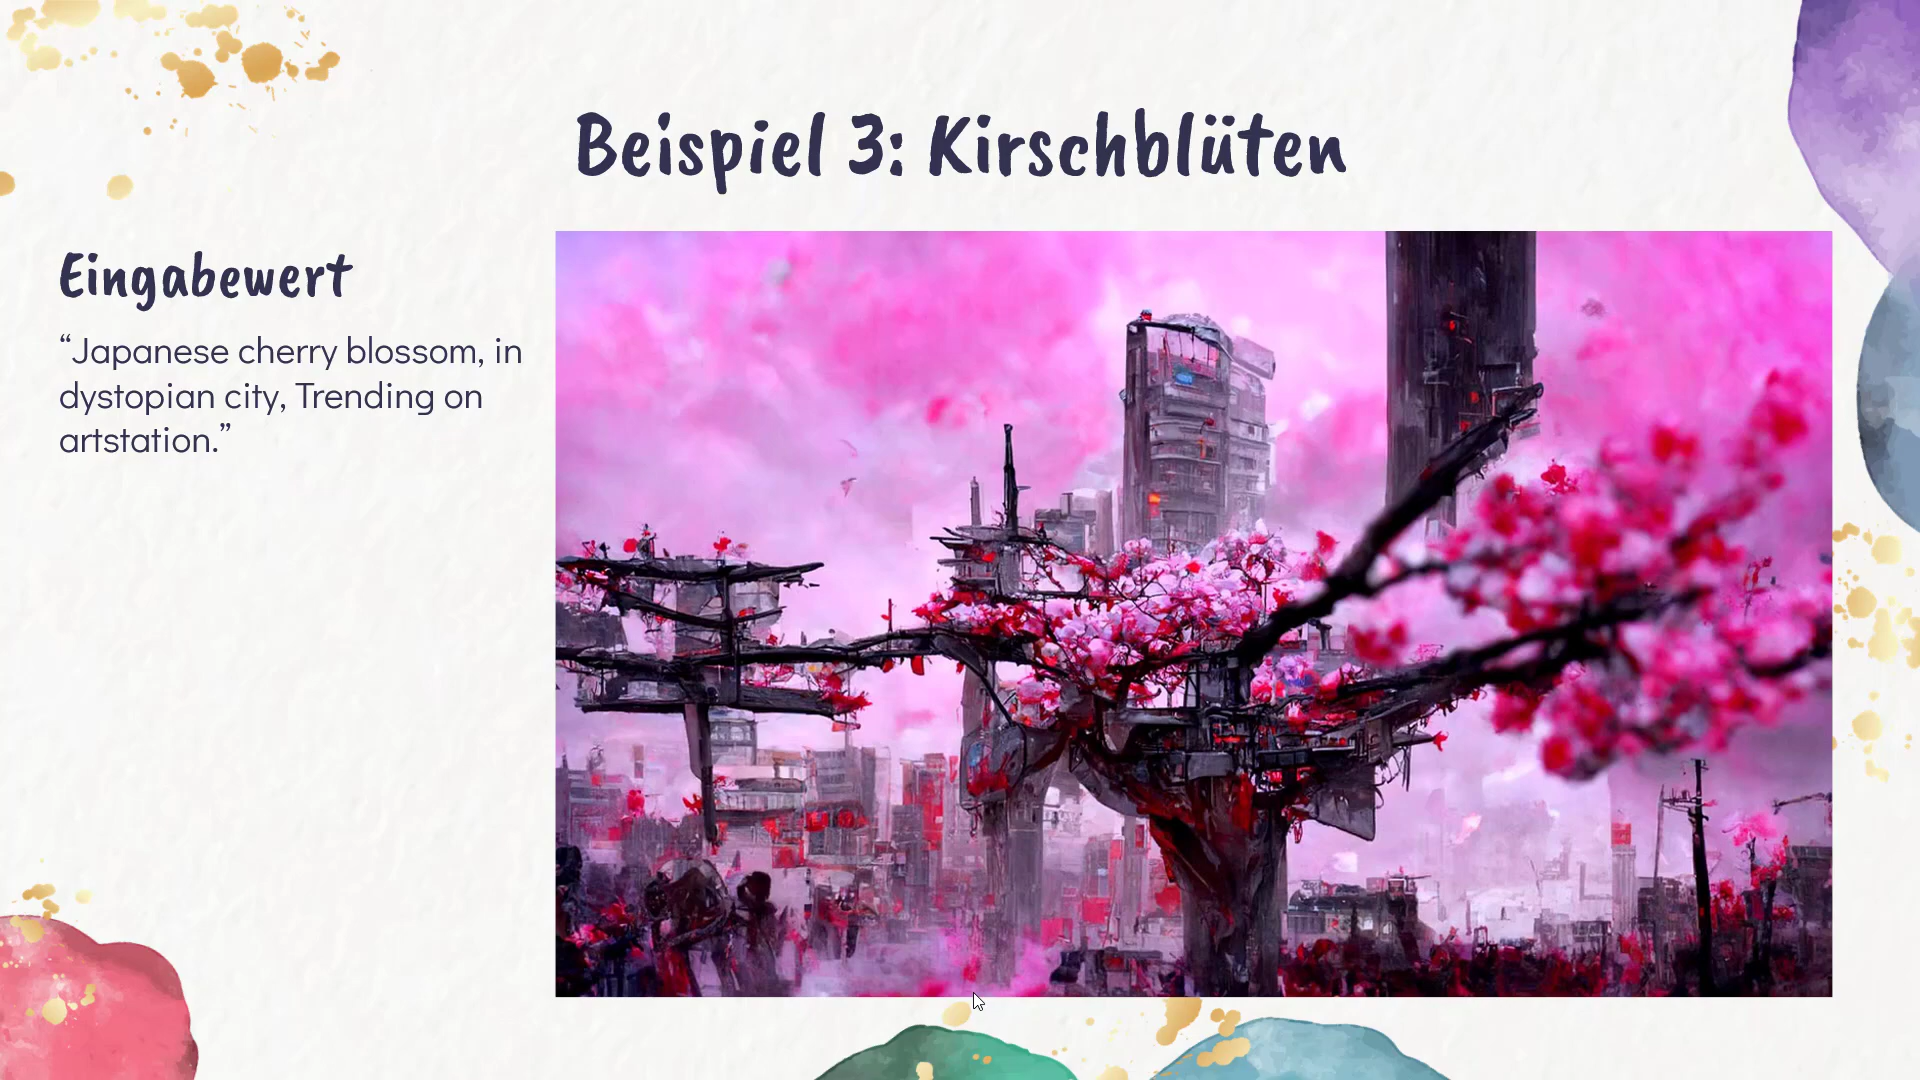 Beispiel 3: Kirschblüten
Eingabewert
“Japanese cherry blossom, in
dystopian city, Trending on
artstation.”